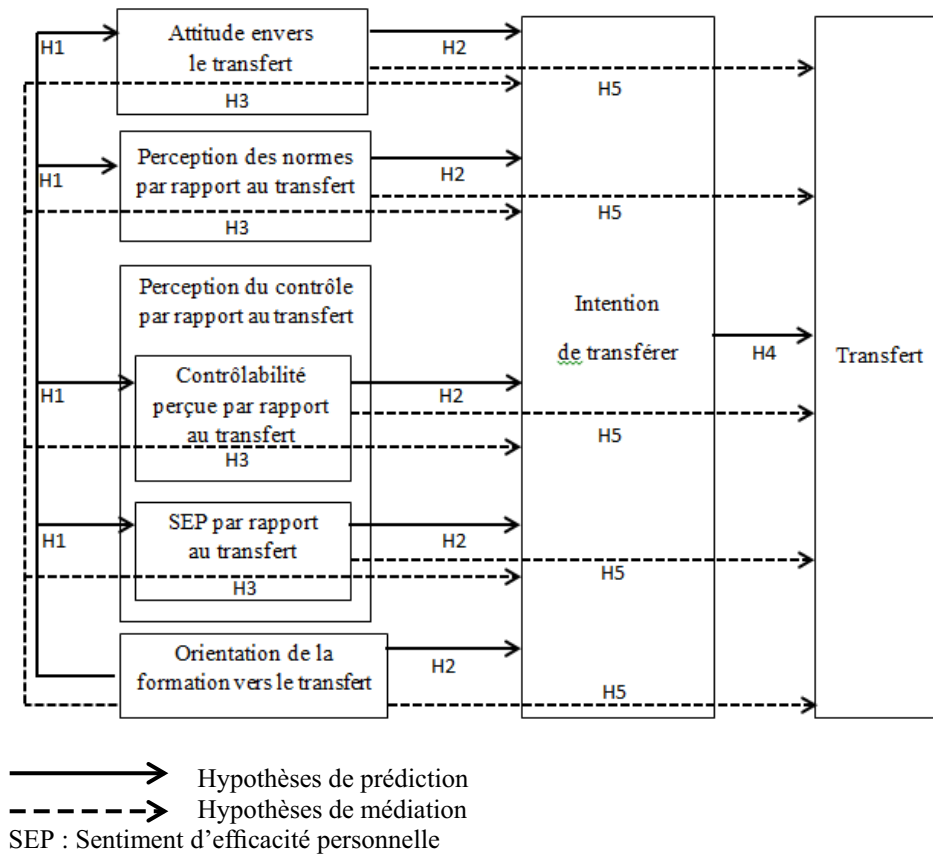 Attitude envers
le transfert
H1
H2
H3
H5
Perception des normes
par rapport au transfert
H1
H2
H3
H5
Perception du contrôle
par rapport au transfert
Contrôlabilité
perçue par rapport
au transfert
H1
H2
H3
H5
SEP par rapport
au transfert
H1
H2
H3
H5
Orientation de la
formation vers le transfert
H2
H5
Intention
de transférer
H4
Transfert
Hypothèses de prédiction
Hypothèses de médiation
SEP : Sentiment d’efficacité personnelle